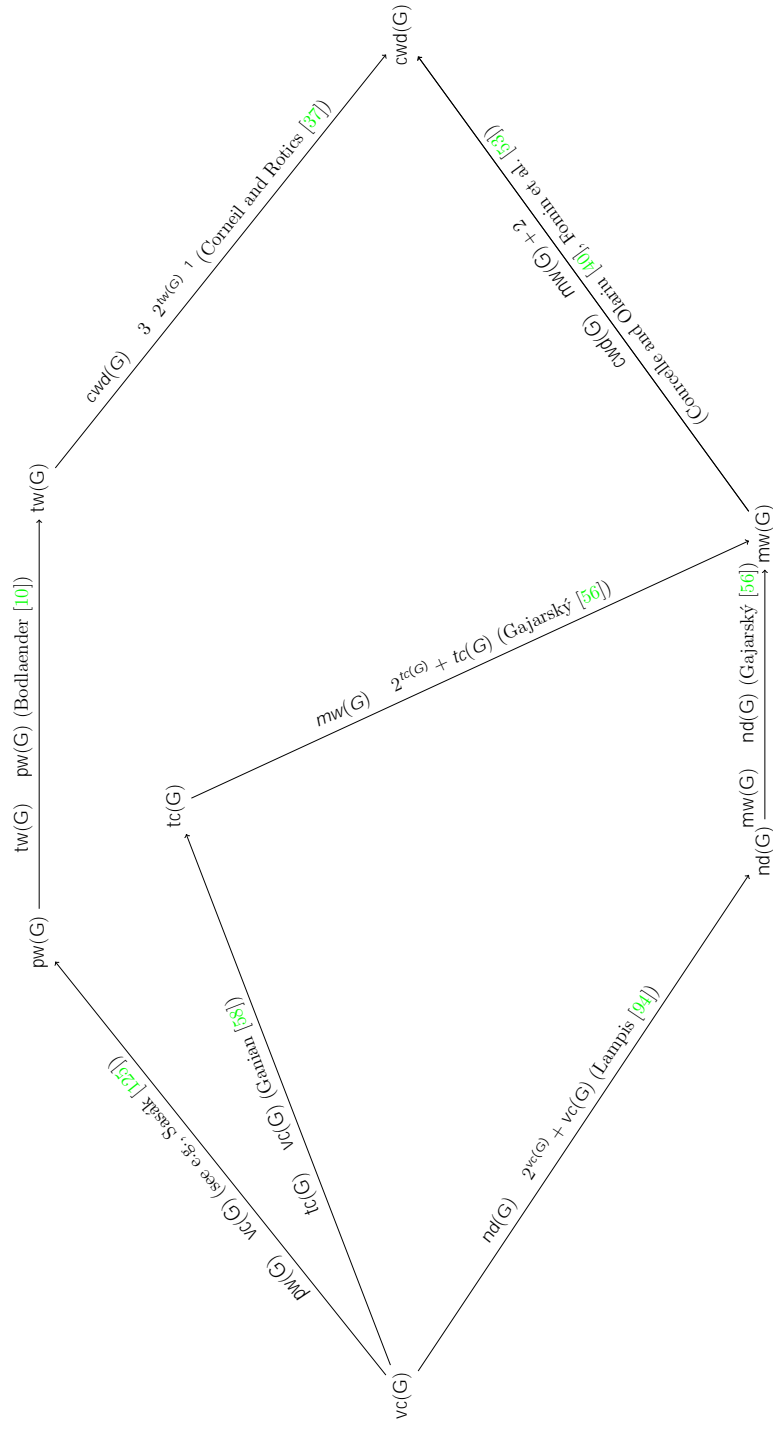 cwd(G)
cwd(G) 3 2^{tw(G) 1} (Corneil and Rotics [37])
cwd(G) mw(G) + 2
(Courcelle and Olariu [40], Fomin et al. [53])
tw(G)
mw(G)
tw(G) pw(G) (Bodlaender [10])
mw(G) 2^{tc(G)} + tc(G) (Gajarský [56])
mw(G) nd(G) (Gajarský [56])
tc(G)
nd(G)
pw(G)
pw(G) vc(G) (see e.g., Sasák [125])
tc(G) vc(G) (Ganian [58])
nd(G) 2^{vc(G)} + vc(G) (Lampis [94])
vc(G)